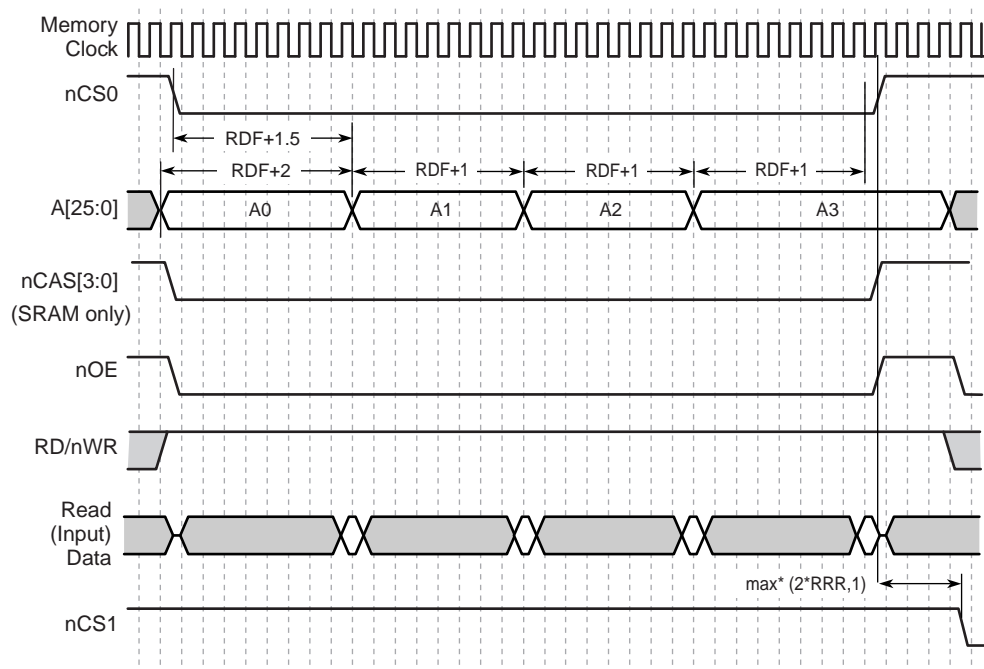 Memory
Clock
nCS0
RDF+1.5
RDF+2
RDF+1
RDF+1
RDF+1
A[25:0]
A0
A1
A2
A3
nCAS[3:0]
(SRAM only)
nOE
RD/nWR
Read
(Input)
Data
max* (2*RRR,1)
nCS1